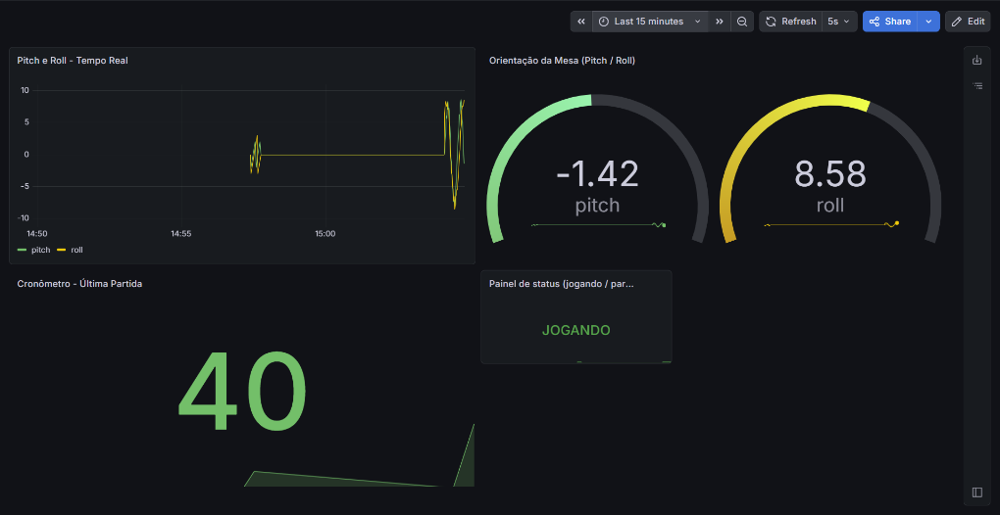 Last 15 minutes
Refresh
5s
Share
Edit
Pitch e Roll - Tempo Real
10
5
0
-5
-10
14:50
14:55
15:00
pitch
roll
Orientação da Mesa (Pitch / Roll)
-1.42
pitch
8.58
roll
Cronômetro - Última Partida
40
Painel de status (jogando / par...
JOGANDO